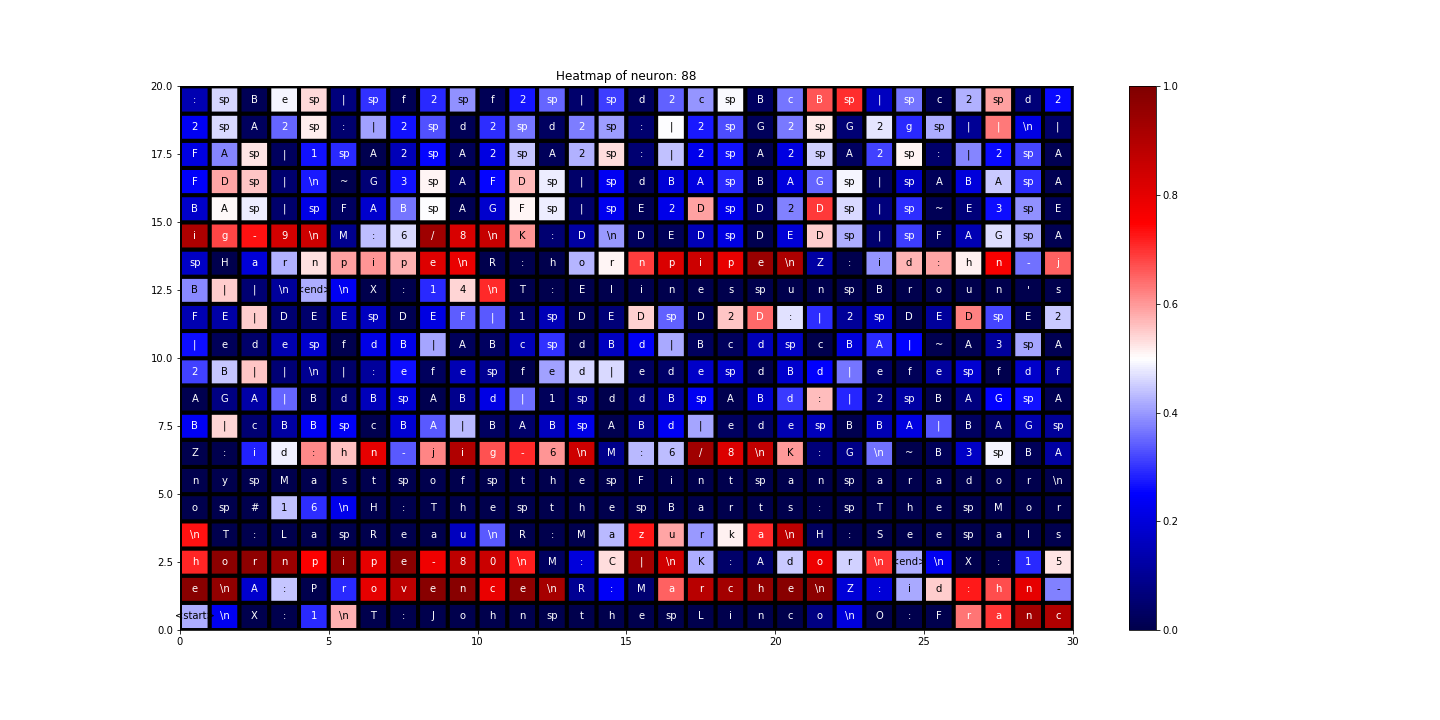 Heatmap of neuron: 88
20.0 : sp B e sp | sp f 2 sp f 2 sp | sp d 2 c sp B c B sp | sp c 2 sp d 2 1.0
2 sp A 2 sp : | 2 sp d 2 sp d 2 sp : | 2 sp G 2 sp G 2 g sp | | \n |
17.5 F A sp | 1 sp A 2 sp A 2 sp A 2 sp : | 2 sp A 2 sp A 2 sp : | 2 sp A
F D sp | \n ~ G 3 sp A F D sp | sp d B A sp B A G sp | sp A B A sp A 0.8
B A sp | sp F A B sp A G F sp | sp E 2 D sp D 2 D sp | sp ~ E 3 sp E
15.0 i g - 9 \n M : 6 / 8 \n K : D \n D E D sp D E D sp | sp F A G sp A
sp H a r n p i p e \n R : h o r n p i p e \n Z : i d : h n - j
12.5 B | | \n <end> \n X : 1 4 \n T : E l i n e s s p u n sp B r o u n ' s 0.6
F E | D E E sp D E F | 1 sp D E D sp D 2 D : | 2 sp D E D sp E 2
10.0 | e d e sp f d B | A B c sp d B d | B c d sp c B A | ~ A 3 sp A
2 B | | \n | : e f e sp f e d | e d e sp d B d | e f e sp f d f
A G A | B d B sp A B d | 1 sp d d B sp A B d : | 2 sp B A G sp A 0.4
7.5 B | c B B sp c B A | B A B sp A B d | e d e sp B B A | B A G sp
Z : i d : h n - j i g - 6 \n M : 6 / 8 \n K : G \n ~ B 3 sp B A
5.0 n y sp M a s t sp o f sp t h e sp F i n t sp a n sp a r a d o r \n
o sp # 1 6 \n H : T h e sp t h e sp B a r t s : sp T h e sp M o r 0.2
\n T : L a sp R e a u \n R : M a z u r k a \n H : S e e sp a l s
2.5 h o r n p i p e - 8 0 \n M : C | \n K : A d o r \n <end> \n X : 1 5
e \n A : P r o v e n c e \n R : M a r c h e \n Z : i d : h n -
0.0 <start> \n X : 1 \n T : J o h n sp t h e sp L i n c o \n O : F r a n c 0.0
0 5 10 15 20 25 30